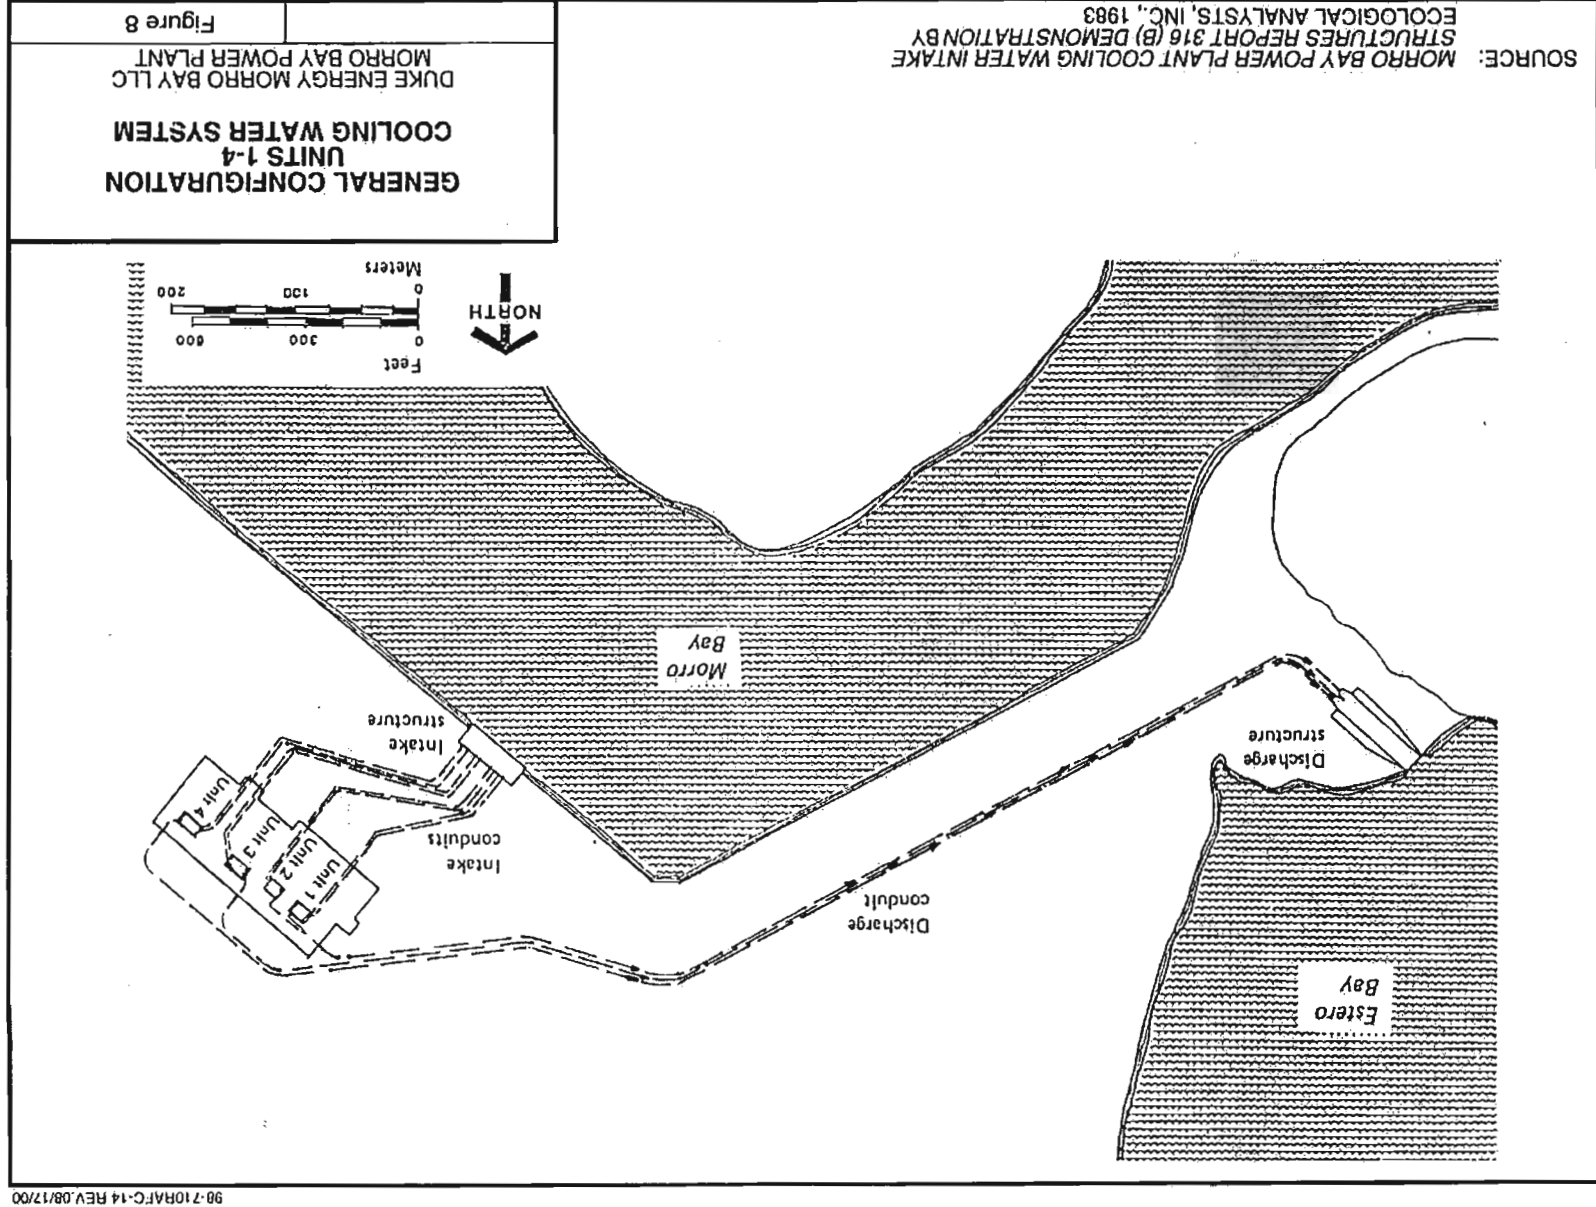 98-710RAFC-14 REV.08/17/00
Estero
Bay
Discharge
conduit
Discharge
structure
Intake
conduits
Unit 1
Unit 2
Unit 3
Unit 4
Intake
structure
Morro
Bay
Feet
0 300 600
0 100 200
Meters
NORTH
GENERAL CONFIGURATION
UNITS 1-4
COOLING WATER SYSTEM
DUKE ENERGY MORRO BAY LLC
MORRO BAY POWER PLANT
Figure 8
SOURCE: MORRO BAY POWER PLANT COOLING WATER INTAKE
STRUCTURES REPORT 316 (B) DEMONSTRATION BY
ECOLOGICAL ANALYSTS, INC., 1983